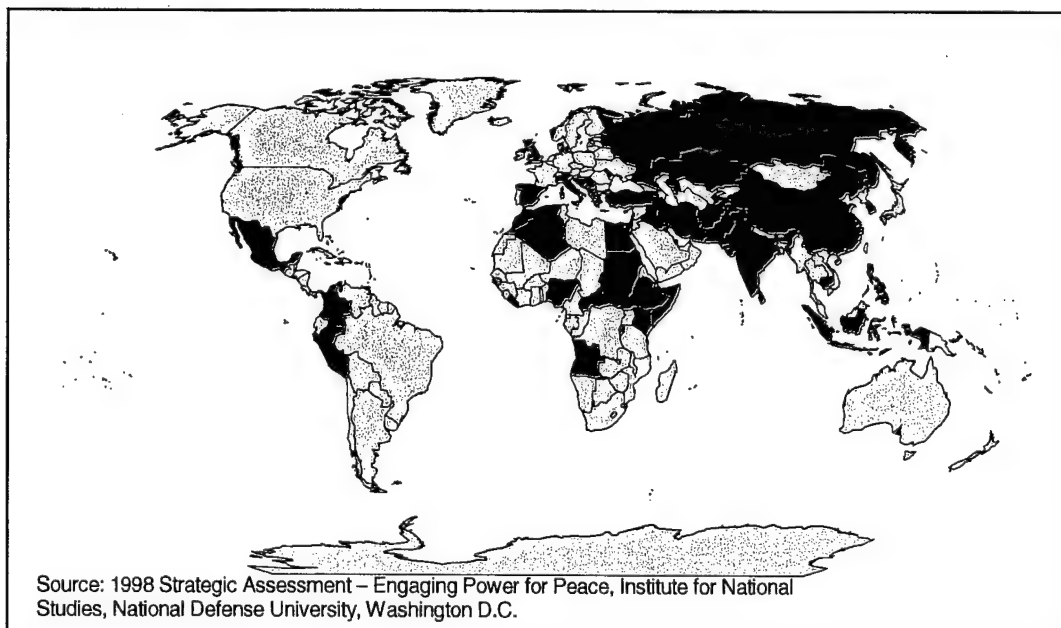 Source: 1998 Strategic Assessment – Engaging Power for Peace, Institute for National
Studies, National Defense University, Washington D.C.